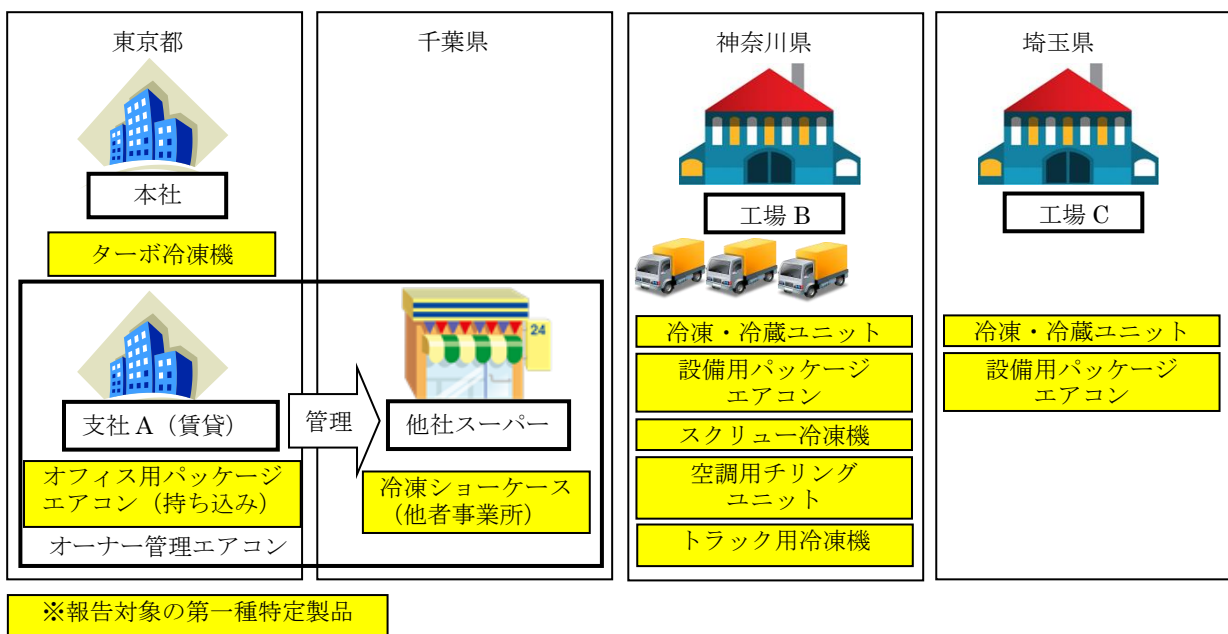 東京都
本社
ターボ冷凍機
支社 A（賃貸）
オフィス用パッケージ
エアコン（持ち込み）
オーナー管理エアコン
管理
千葉県
24
他社スーパー
冷凍ショーケース
（他者事業所）
神奈川県
工場 B
冷凍・冷蔵ユニット
設備用パッケージ
エアコン
スクリュー冷凍機
空調用チリング
ユニット
トラック用冷凍機
埼玉県
工場 C
冷凍・冷蔵ユニット
設備用パッケージ
エアコン
※報告対象の第一種特定製品